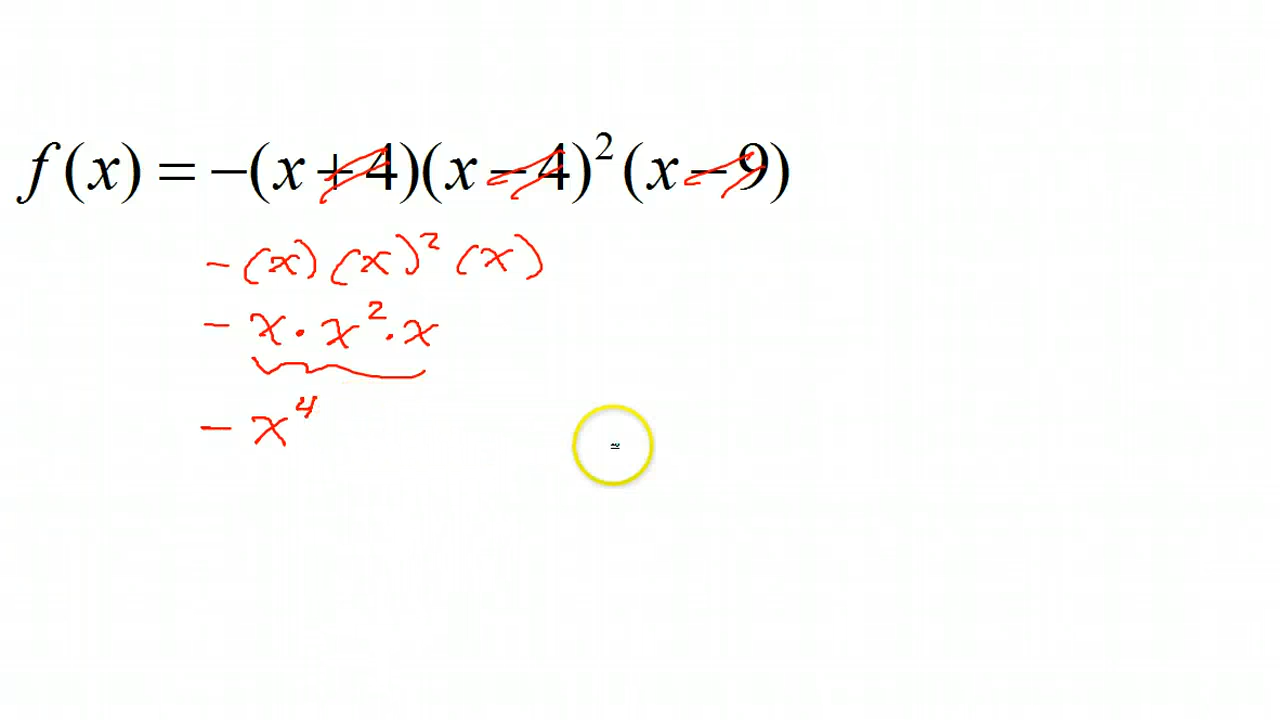 f(x) = −(x + 4)(x − 4)²(x − 9)
− (x) (x)² (x)
− x · x² · x
− x⁴